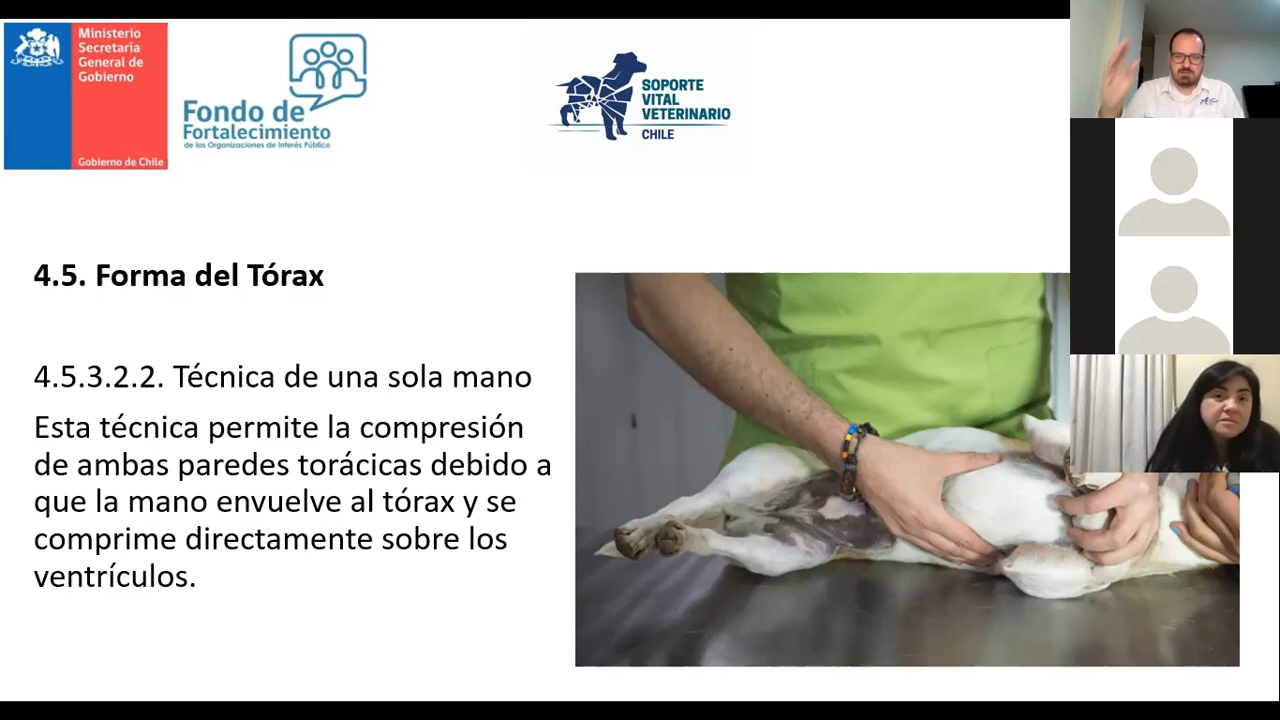 Ministerio
Secretaría
General de
Gobierno
Gobierno de Chile
Fondo de
Fortalecimiento
de las Organizaciones de Interés Público
SOPORTE
VITAL
VETERINARIO
CHILE
4.5. Forma del Tórax
4.5.3.2.2. Técnica de una sola mano
Esta técnica permite la compresión
de ambas paredes torácicas debido a
que la mano envuelve al tórax y se
comprime directamente sobre los
ventrículos.